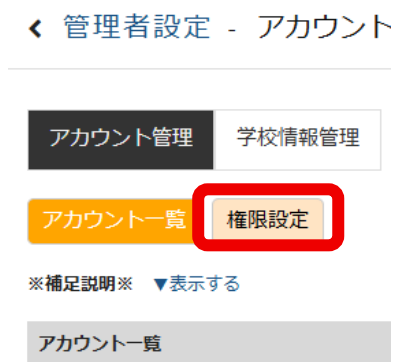 管理者設定 - アカウント
アカウント管理 学校情報管理
アカウント一覧 権限設定
※補足説明※ ▼表示する
アカウント一覧